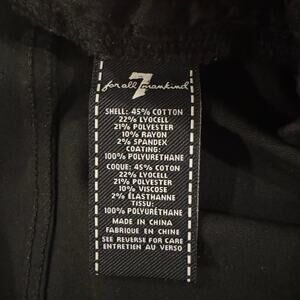 7
for all mankind
SHELL: 45% COTTON
22% LYOCELL
21% POLYESTER
10% RAYON
2% SPANDEX
COATING:
100% POLYURETHANE
COQUE: 45% COTON
22% LYOCELL
21% POLYESTER
10% VISCOSE
2% ÉLASTHANNE
TISSU:
100% POLYURÉTHANE
MADE IN CHINA
FABRIQUE EN CHINE
SEE REVERSE FOR CARE
ENTRETIEN AU VERSO